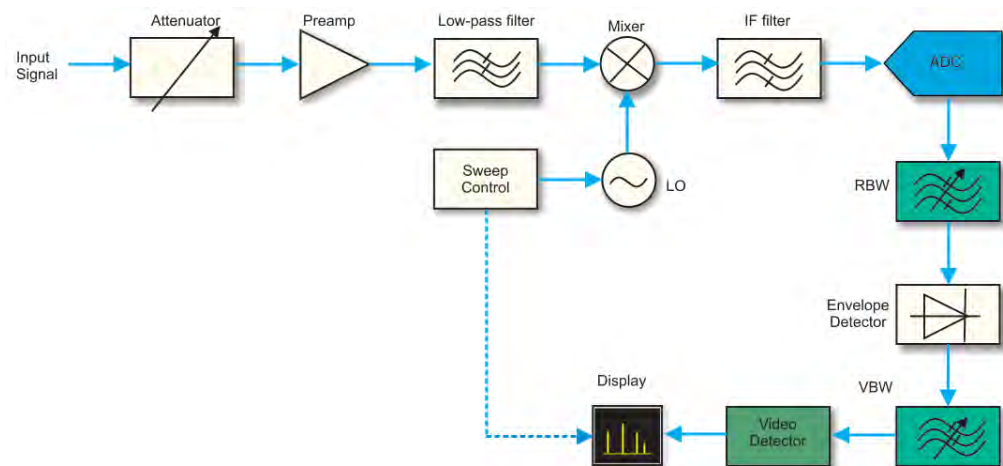 Attenuator
Preamp
Low-pass filter
Mixer
IF filter
Input
Signal
ADC
Sweep
Control
LO
RBW
Envelope
Detector
Display
VBW
Video
Detector